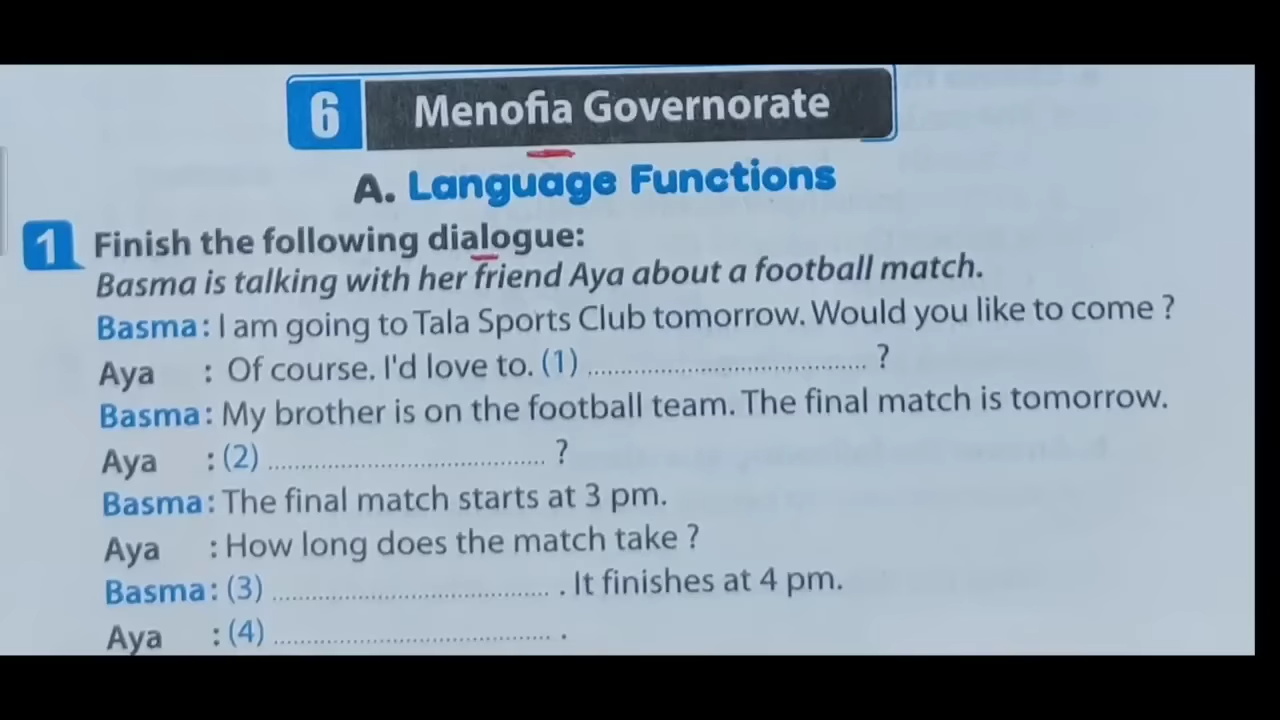 6 Menofia Governorate
A. Language Functions
1 Finish the following dialogue:
Basma is talking with her friend Aya about a football match.
Basma: I am going to Tala Sports Club tomorrow. Would you like to come ?
Aya : Of course. I'd love to. (1) ........................................ ?
Basma: My brother is on the football team. The final match is tomorrow.
Aya : (2) ........................................ ?
Basma: The final match starts at 3 pm.
Aya : How long does the match take ?
Basma: (3) ........................................ . It finishes at 4 pm.
Aya : (4) ........................................ .